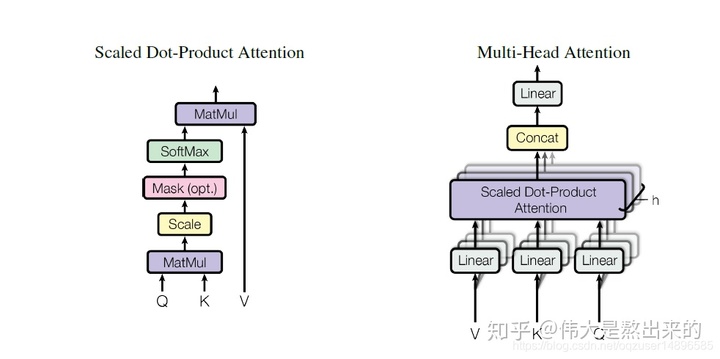 Scaled Dot-Product Attention
MatMul
SoftMax
Mask (opt.)
Scale
MatMul
Q K V
Multi-Head Attention
Linear
Concat
Scaled Dot-Product
Attention
h
Linear Linear Linear
V K Q
知乎 @伟大是熬出来的